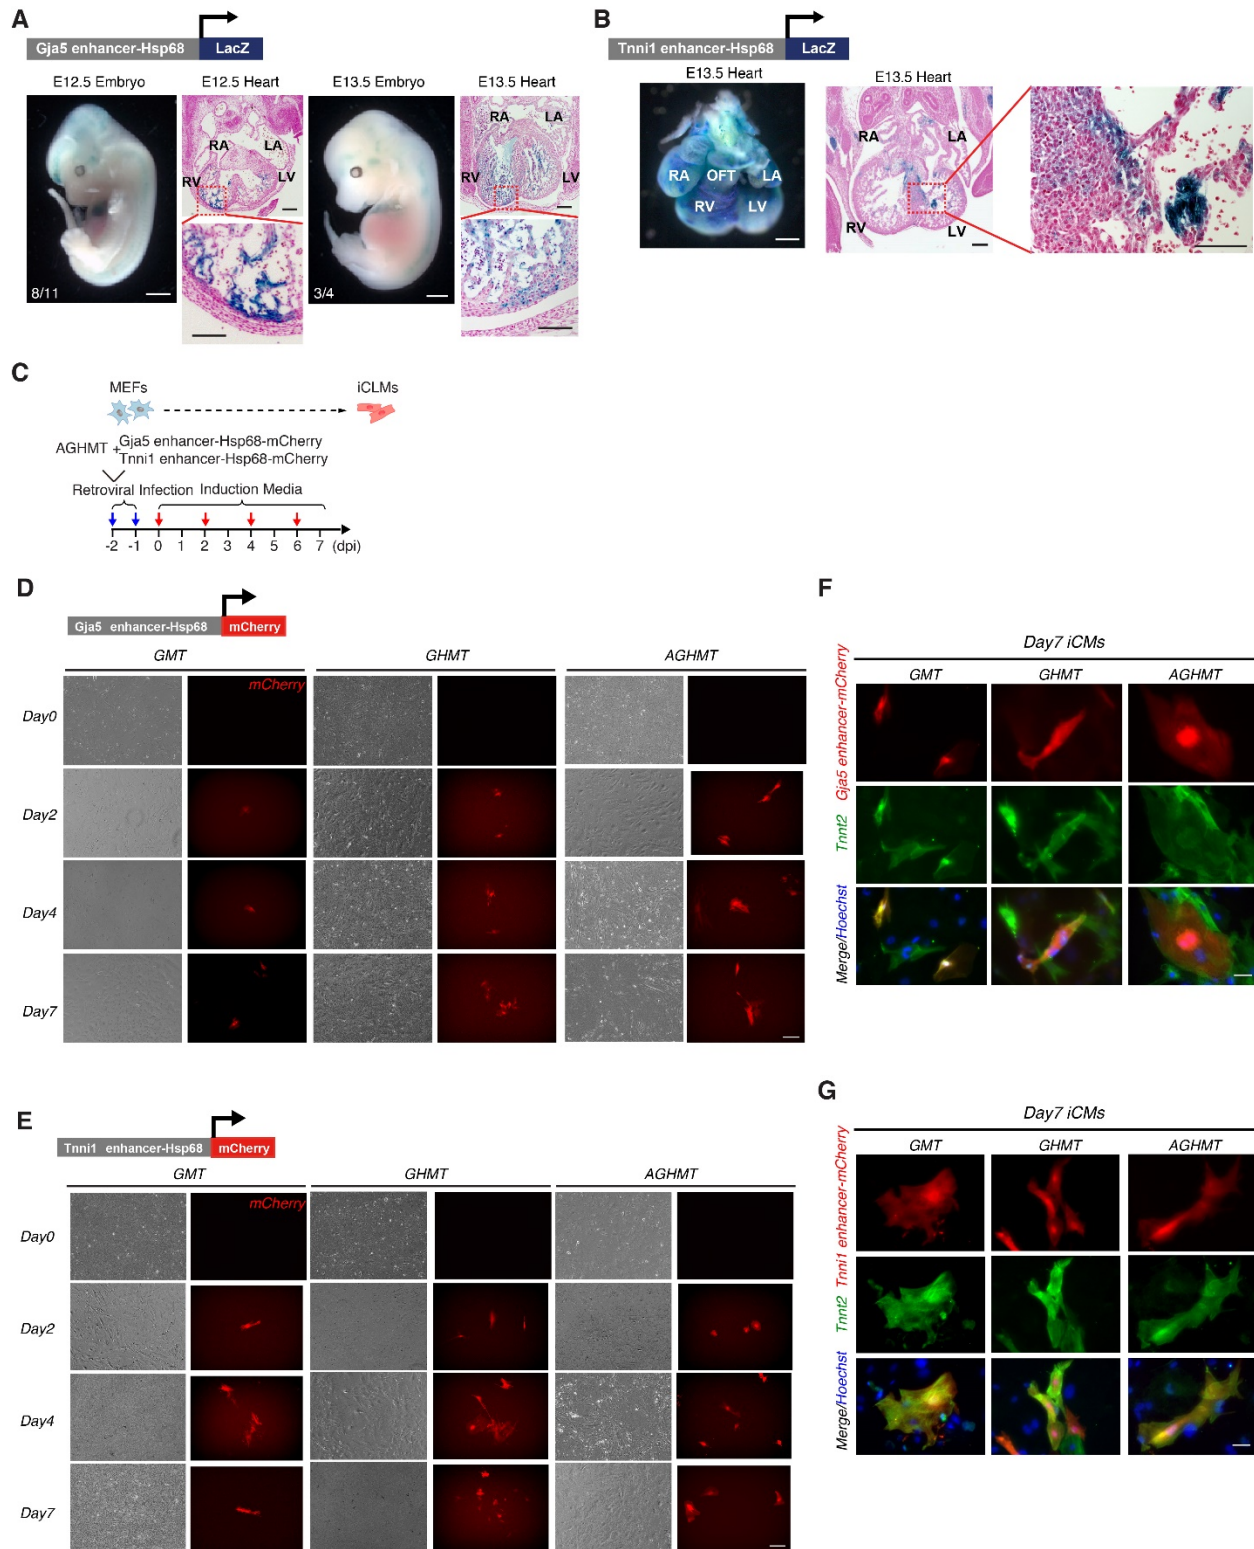 A
Gja5 enhancer-Hsp68 LacZ
E12.5 Embryo E12.5 Heart E13.5 Embryo E13.5 Heart
RA LA RV LV
RA LA RV LV
8/11 3/4
B
Tnni1 enhancer-Hsp68 LacZ
E13.5 Heart E13.5 Heart
RA OFT LA RV LV
RA LA RV LV
C
MEFs iCLMs
AGHMT + Gja5 enhancer-Hsp68-mCherry
Tnni1 enhancer-Hsp68-mCherry
Retroviral Infection Induction Media
-2 -1 0 1 2 3 4 5 6 7 (dpi)
D
Gja5 enhancer-Hsp68 mCherry
GMT GHMT AGHMT
mCherry
Day0
Day2
Day4
Day7
E
Tnni1 enhancer-Hsp68 mCherry
GMT GHMT AGHMT
mCherry
Day0
Day2
Day4
Day7
F
Day7 iCMs
GMT GHMT AGHMT
Gja5 enhancer-mCherry
Tnnt2
Merge/Hoechst
G
Day7 iCMs
GMT GHMT AGHMT
Tnni1 enhancer-mCherry
Tnnt2
Merge/Hoechst